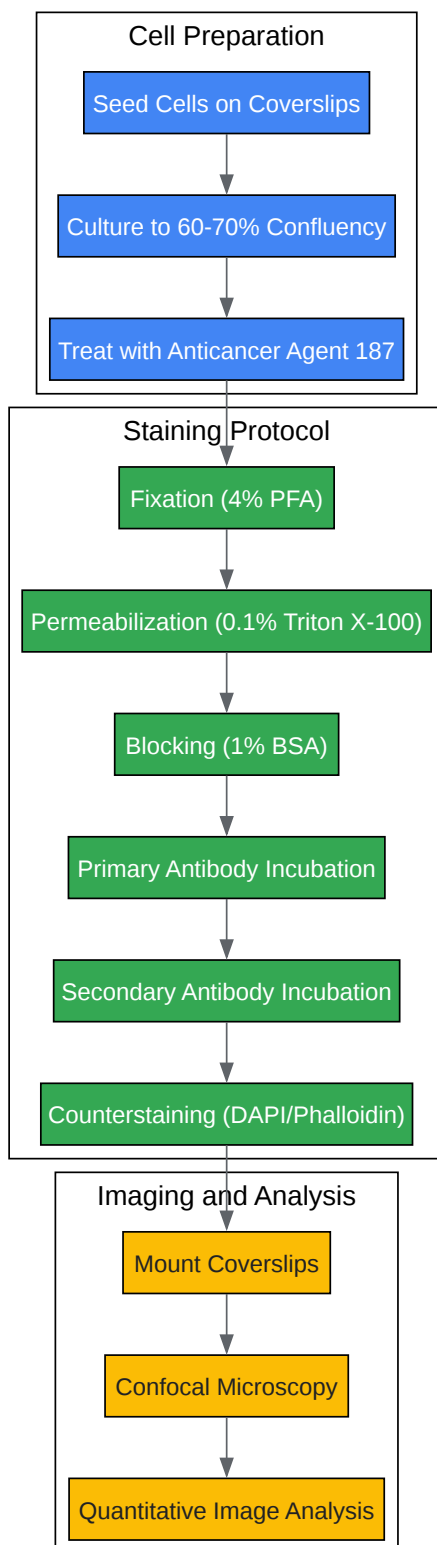 Cell Preparation
Seed Cells on Coverslips
Culture to 60-70% Confluency
Treat with Anticancer Agent 187
Staining Protocol
Fixation (4% PFA)
Permeabilization (0.1% Triton X-100)
Blocking (1% BSA)
Primary Antibody Incubation
Secondary Antibody Incubation
Counterstaining (DAPI/Phalloidin)
Imaging and Analysis
Mount Coverslips
Confocal Microscopy
Quantitative Image Analysis